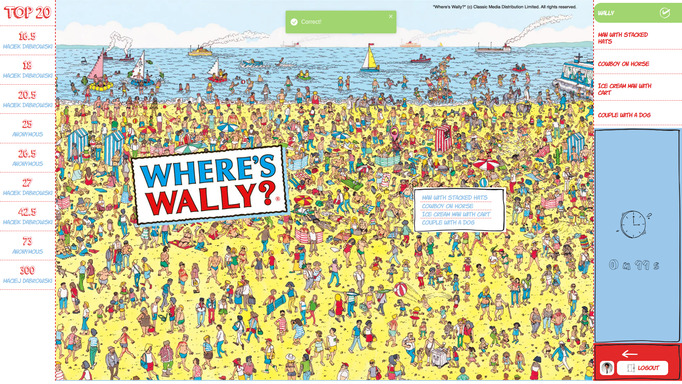 "Where's Wally?" (c) Classic Media Distribution Limited. All rights reserved.
Correct!
×
TOP 20
16.5
MACIEK DABROWSKI
18
MACIEK DABROWSKI
20.5
MACIEK DABROWSKI
25
ANONYMOUS
26.5
ANONYMOUS
27
MACIEK DABROWSKI
42.5
MACIEK DABROWSKI
73
ANONYMOUS
300
MACIEJ DABROWSKI
WHERE'S
WALLY?
®
MAN WITH STACKED HATS
COWBOY ON HORSE
ICE CREAM MAN WITH CART
COUPLE WITH A DOG
WALLY
MAN WITH STACKED
HATS
COWBOY ON HORSE
ICE CREAM MAN WITH
CART
COUPLE WITH A DOG
LOGOUT